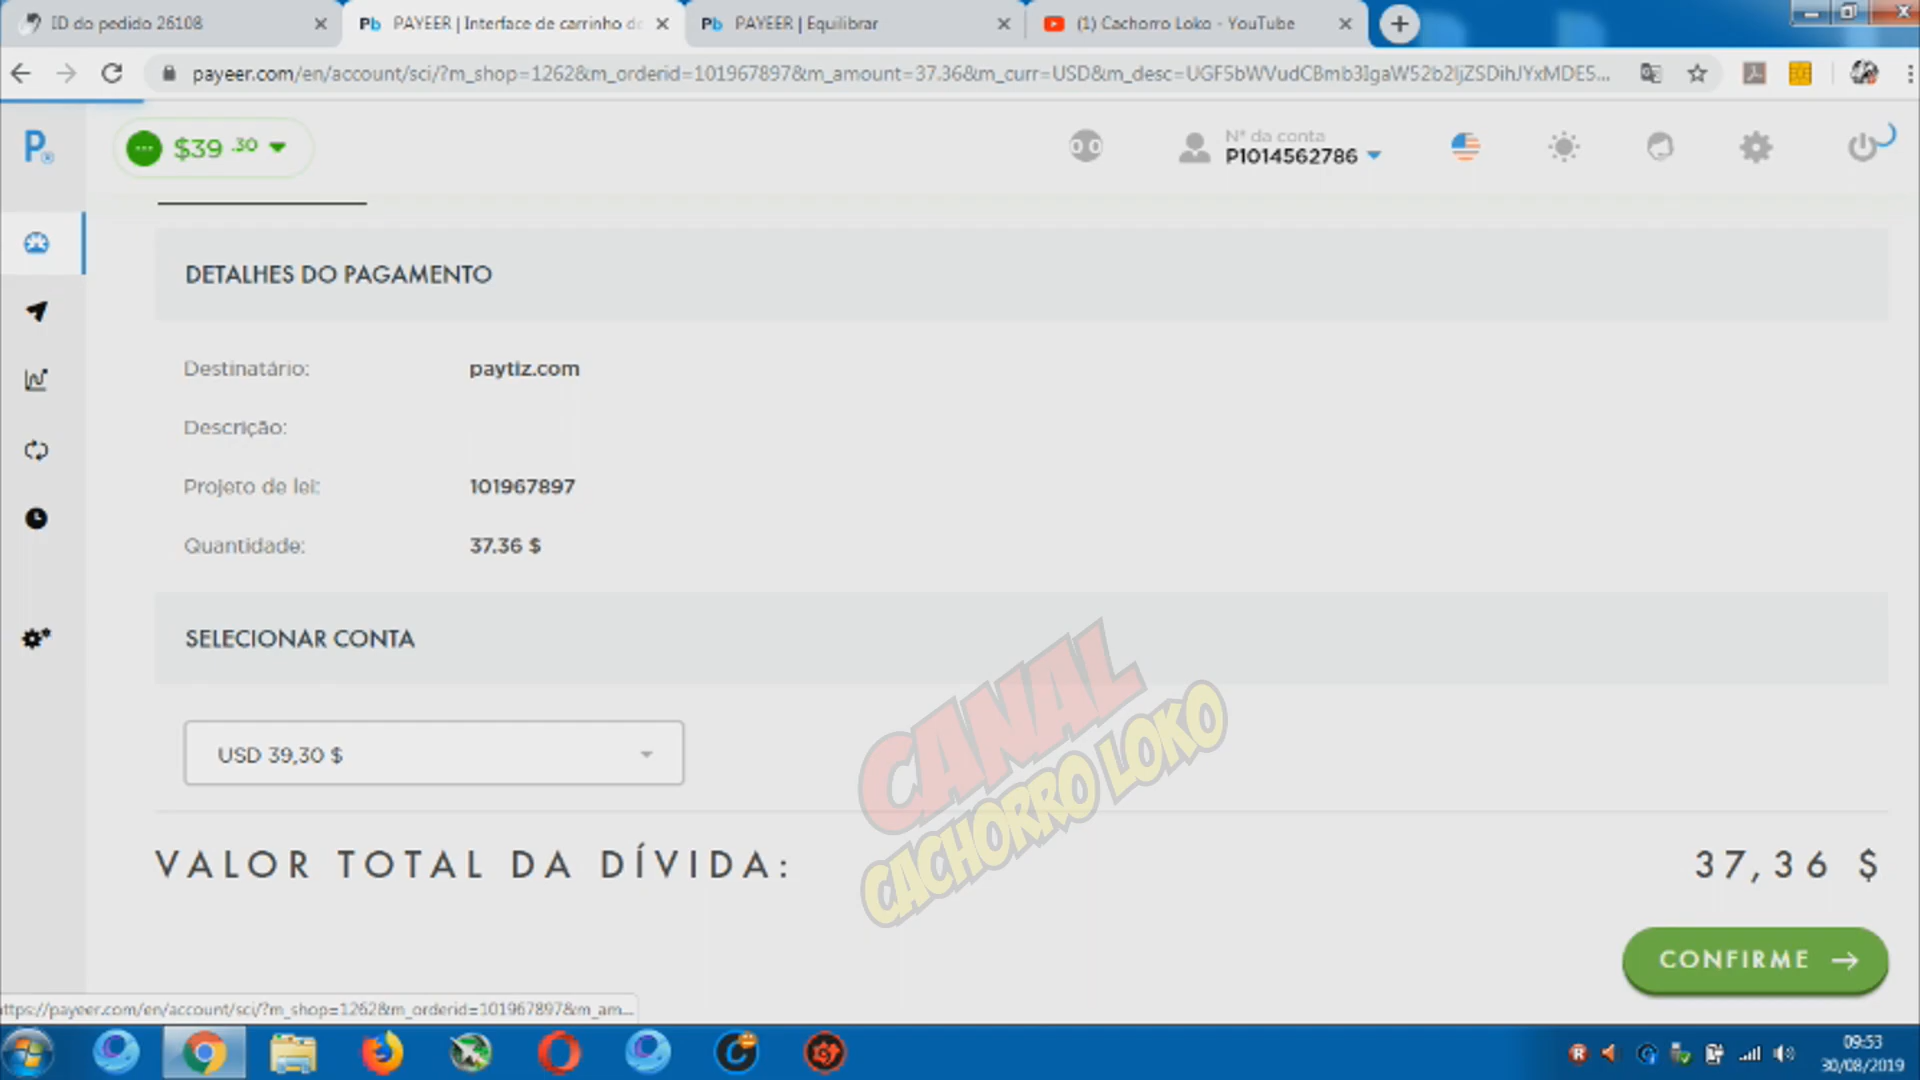 ID do pedido 26108
PAYEER | Interface de carrinho de
PAYEER | Equilibrar
(1) Cachorro Loko - YouTube
payeer.com/en/account/sci/?m_shop=1262&m_orderid=101967897&m_amount=37.36&m_curr=USD&m_desc=UGF5bWVudCBmb3IgaW52b2ljZSDihJYxMDE5...
P
$39 .30
Nº da conta
P1014562786
DETALHES DO PAGAMENTO
Destinatário: paytiz.com
Descrição:
Projeto de lei: 101967897
Quantidade: 37.36 $
SELECIONAR CONTA
USD 39,30 $
CANAL
CACHORRO LOKO
VALOR TOTAL DA DÍVIDA: 37,36 $
CONFIRME
ttps://payeer.com/en/account/sci/?m_shop=1262&m_orderid=101967897&m_am...
09:53
30/08/2019